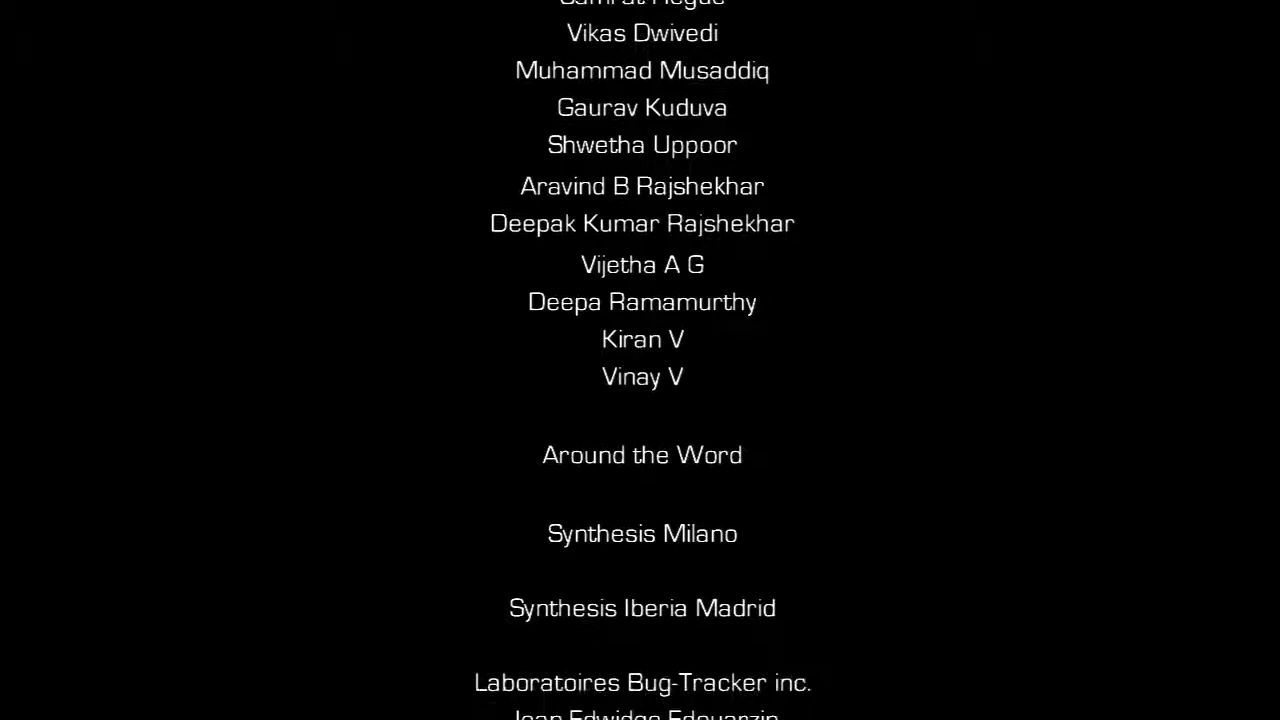 Vikas Dwivedi
Muhammad Musaddiq
Gaurav Kuduva
Shwetha Uppoor
Aravind B Rajshekhar
Deepak Kumar Rajshekhar
Vijetha A G
Deepa Ramamurthy
Kiran V
Vinay V
Around the Word
Synthesis Milano
Synthesis Iberia Madrid
Laboratoires Bug-Tracker inc.